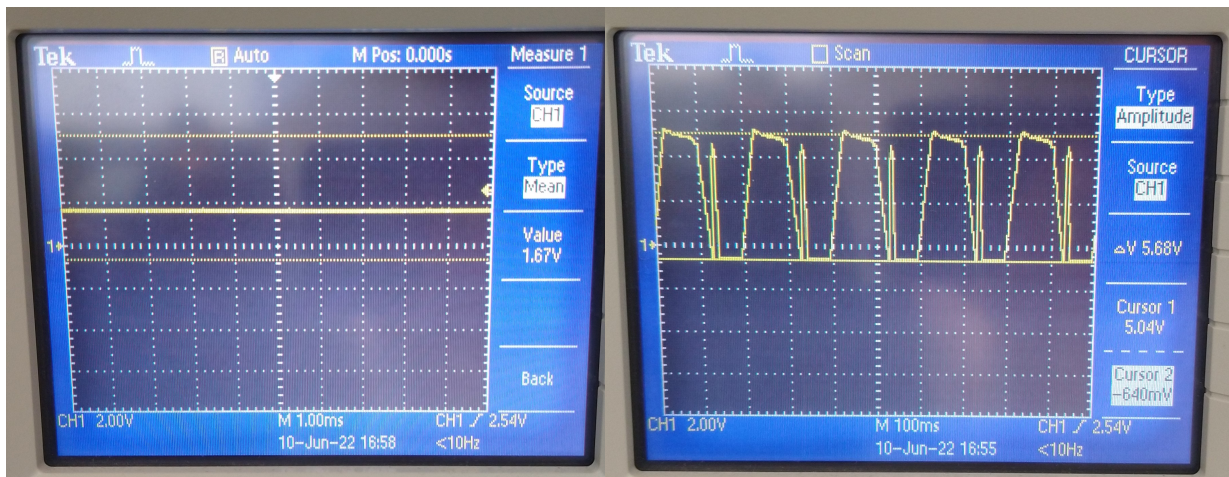 Tek R Auto M Pos: 0.000s Measure 1
Source
CH1
Type
Mean
Value
1.67V
1
Back
CH1 2.00V M 1.00ms CH1 / 2.54V
10-Jun-22 16:58 <10Hz
Tek Scan CURSOR
Type
Amplitude
Source
CH1
1
△V 5.68V
Cursor 1
5.04V
Cursor 2
-640mV
CH1 2.00V M 100ms CH1 / 2.54V
10-Jun-22 16:55 <10Hz